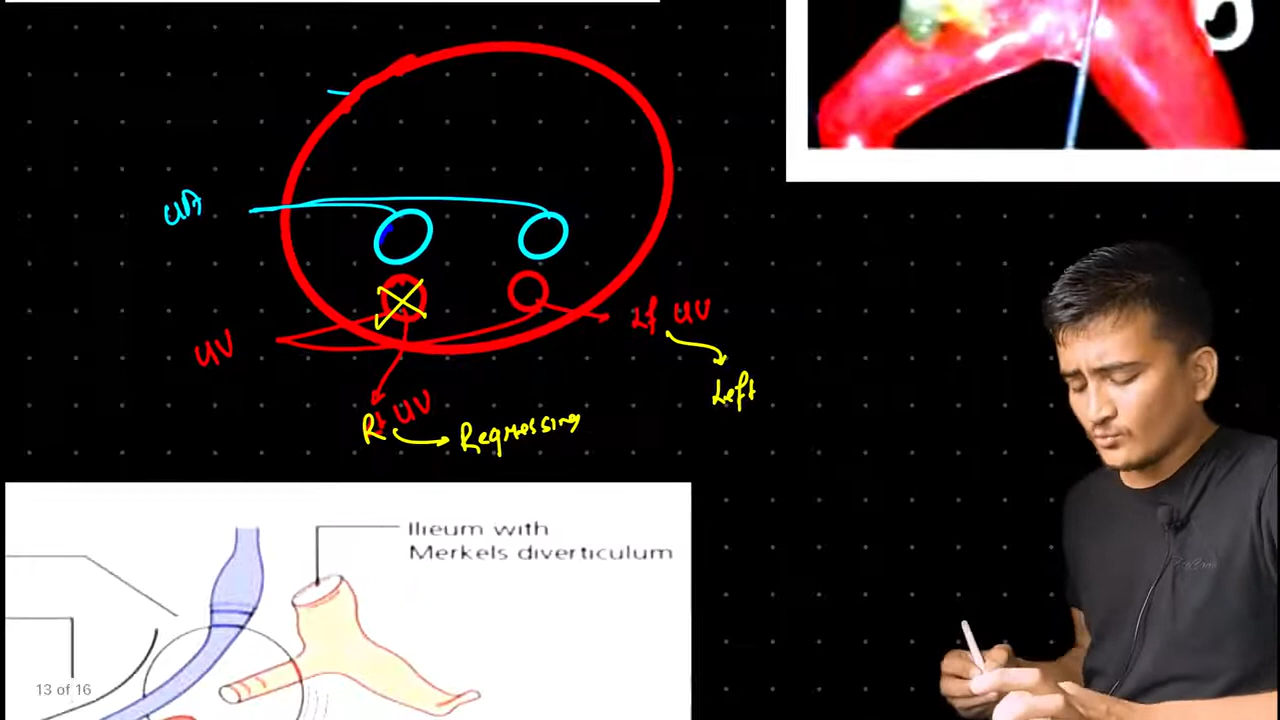 UA
UV
Lf UV
Left
Rt UV
Regressing
Ilieum with
Merkels diverticulum
13 of 16